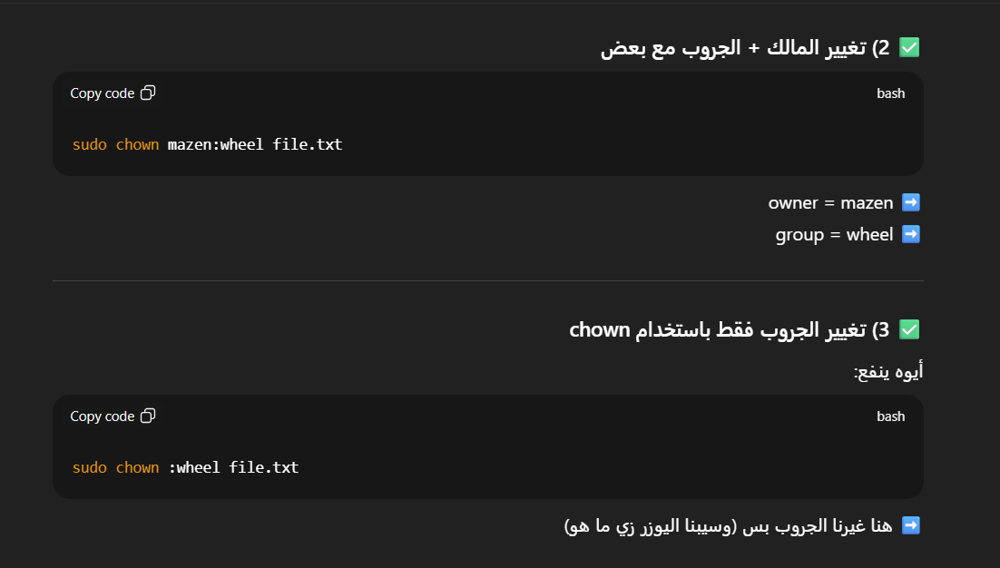 ✅ 2) تغيير المالك + الجروب مع بعض
bash
Copy code
sudo chown mazen:wheel file.txt
➡️ owner = mazen
➡️ group = wheel
✅ 3) تغيير الجروب فقط باستخدام chown
أيوه ينفع:
bash
Copy code
sudo chown :wheel file.txt
➡️ هنا غيرنا الجروب بس (وسيبنا اليوزر زي ما هو)